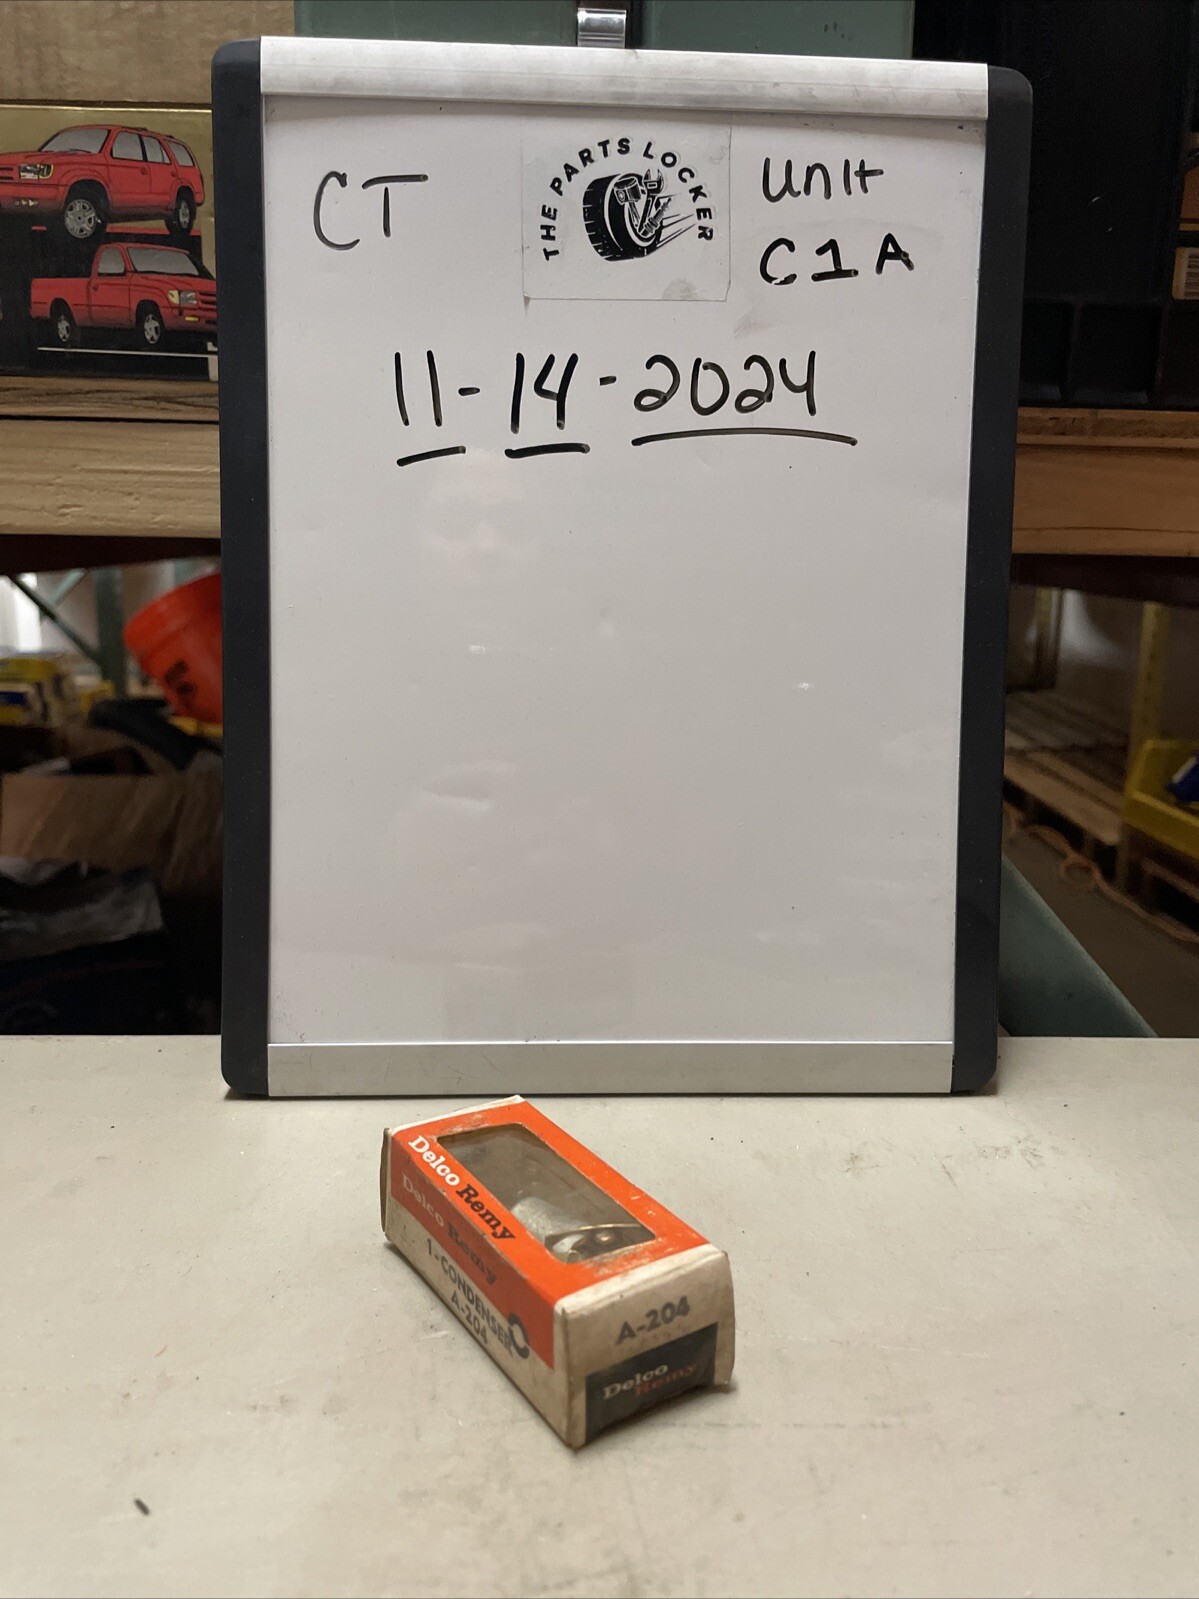 CT
THE PARTS LOCKER
Unit
C1A
11-14-2024
Delco Remy
Delco Remy
1-CONDENSER
A-204
A-204
Delco
Remy